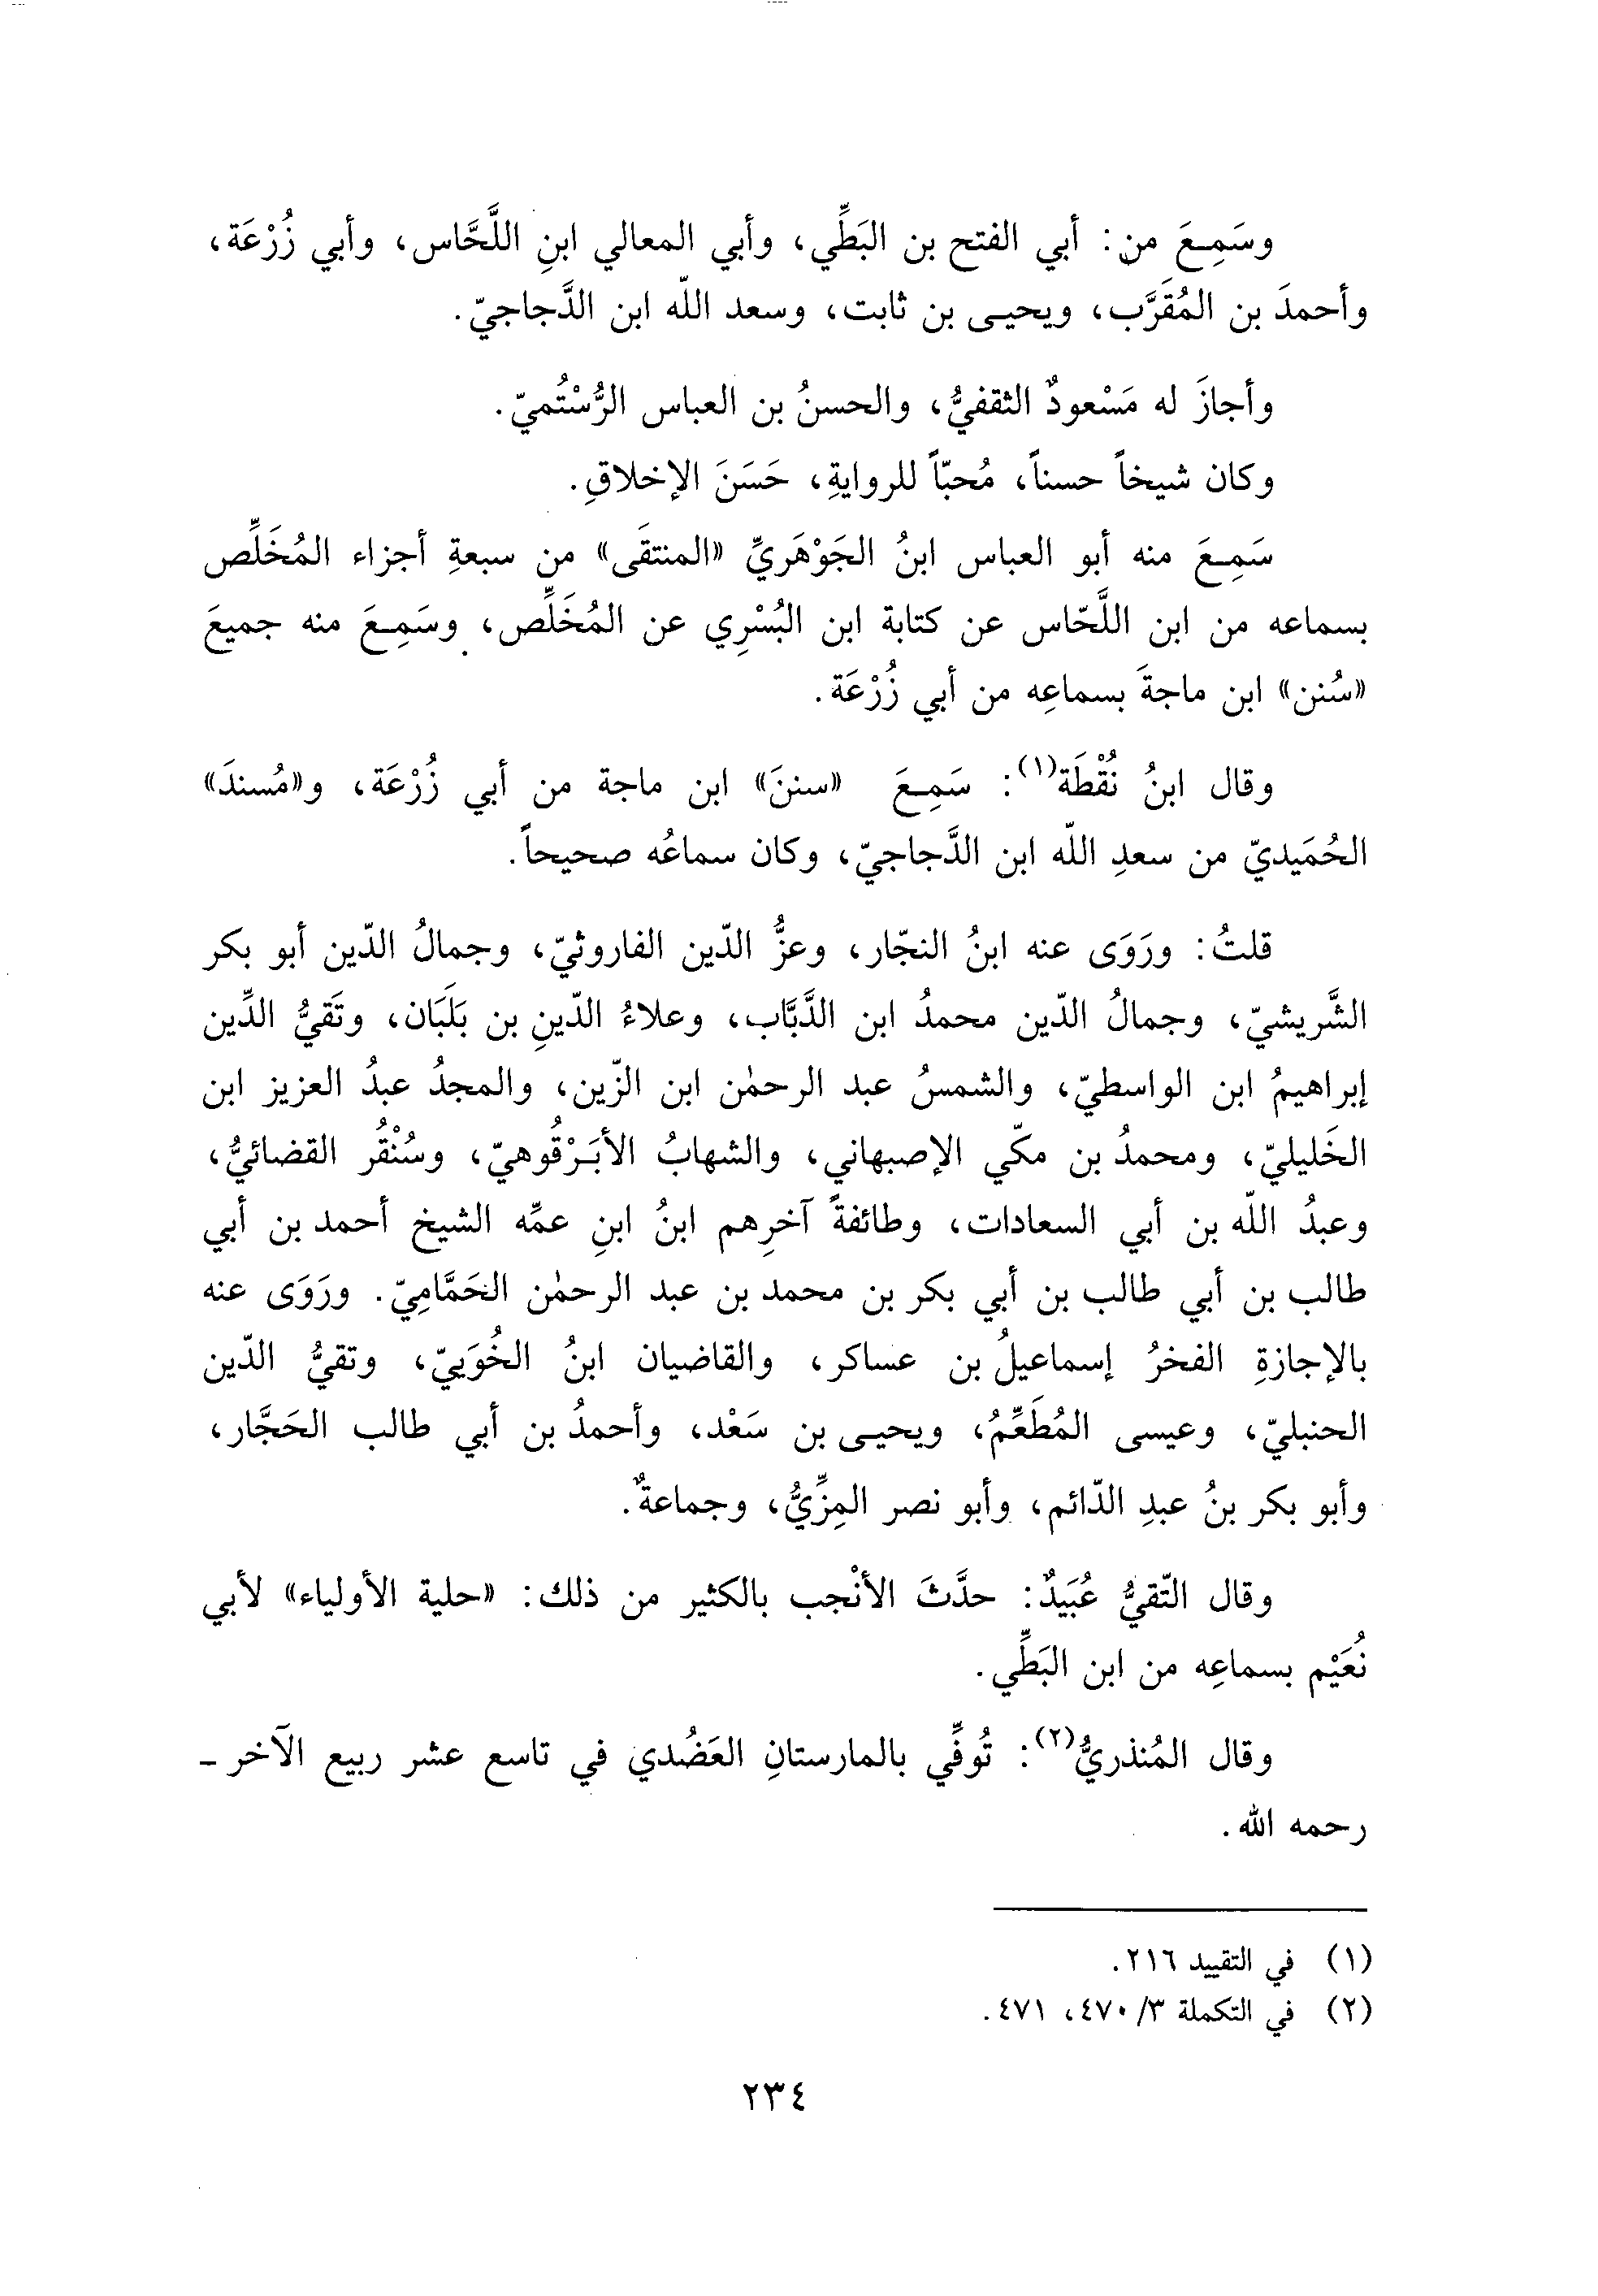 وسَمِعَ من: أبي الفتح بن البَطِّي، وأبي المعالي ابنِ اللَّحَّاس، وأبي زُرْعَة،
وأحمدَ بن المُقَرَّب، ويحيى بن ثابت، وسعد اللّه ابن الدَّجاجيّ.
وأجازَ له مَسْعودٌ الثقفيُّ، والحسنُ بن العباس الرُّسْتُميّ.
وكان شيخاً حسناً، مُحبّاً للروايةِ، حَسَنَ الإخلاقِ.
سَمِعَ منه أبو العباس ابنُ الجَوْهَريِّ «المنتقَى» من سبعةِ أجزاء المُخَلِّص
بسماعه من ابن اللَّحّاس عن كتابة ابن البُسْرِي عن المُخَلِّص، وسَمِعَ منه جميعَ
«سُنن» ابن ماجةَ بسماعِه من أبي زُرْعَة.
وقال ابنُ نُقْطَة(١): سَمِعَ «سننَ» ابن ماجة من أبي زُرْعَة، و«مُسندَ»
الحُمَيديّ من سعدِ اللّه ابن الدَّجاجيّ، وكان سماعُه صحيحاً.
قلتُ: ورَوَى عنه ابنُ النجّار، وعزُّ الدّين الفاروثيّ، وجمالُ الدّين أبو بكر
الشَّريشيّ، وجمالُ الدّين محمدُ ابن الدَّبَّاب، وعلاءُ الدّينِ بن بَلَبَان، وتَقيُّ الدِّين
إبراهيمُ ابن الواسطيّ، والشمسُ عبد الرحمٰن ابن الزّين، والمجدُ عبدُ العزيز ابن
الخَليليّ، ومحمدُ بن مكّي الإصبهاني، والشهابُ الأبَرْقُوهيّ، وسُنْقُر القضائيُّ،
وعبدُ اللّه بن أبي السعادات، وطائفةً آخرِهم ابنُ ابنِ عمِّه الشيخ أحمد بن أبي
طالب بن أبي طالب بن أبي بكر بن محمد بن عبد الرحمٰن الحَمَّامِيّ. ورَوَى عنه
بالإجازةِ الفخرُ إسماعيلُ بن عساكر، والقاضيان ابنُ الخُوَييّ، وتقيُّ الدّين
الحنبليّ، وعيسى المُطَعِّمُ، ويحيى بن سَعْد، وأحمدُ بن أبي طالب الحَجَّار،
وأبو بكر بنُ عبدِ الدّائم، وأبو نصر المِزِّيُّ، وجماعةٌ.
وقال التّقيُّ عُبَيدٌ: حدَّثَ الأنْجب بالكثير من ذلك: «حلية الأولياء» لأبي
نُعَيْم بسماعِه من ابن البَطِّي.
وقال المُنذريُّ(٢): تُوفِّي بالمارستانِ العَضُدي في تاسع عشر ربيع الآخر -
رحمه الله.
(١) في التقييد ٢١٦.
(٢) في التكملة ٣/ ٤٧٠، ٤٧١.
٢٣٤